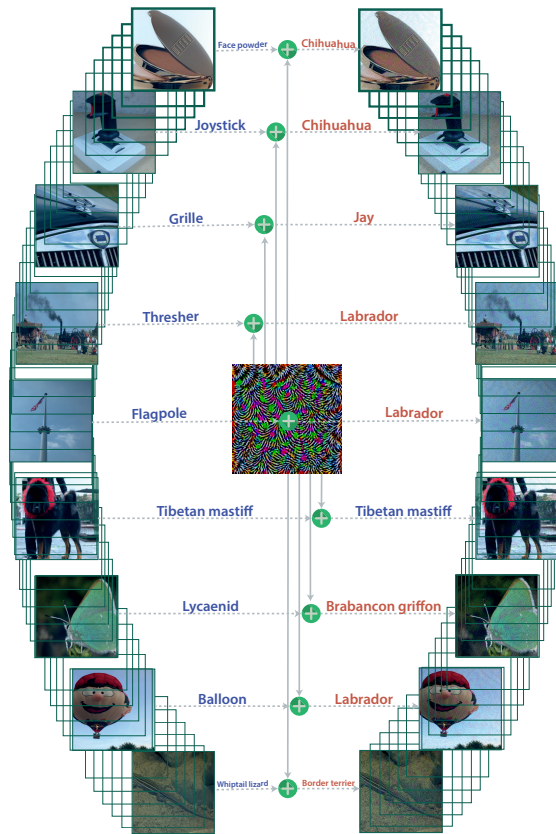 Face powder Chihuahua
Joystick Chihuahua
Grille Jay
Thresher Labrador
Flagpole Labrador
Tibetan mastiff Tibetan mastiff
Lycaenid Brabancon griffon
Balloon Labrador
Whiptail lizard Border terrier